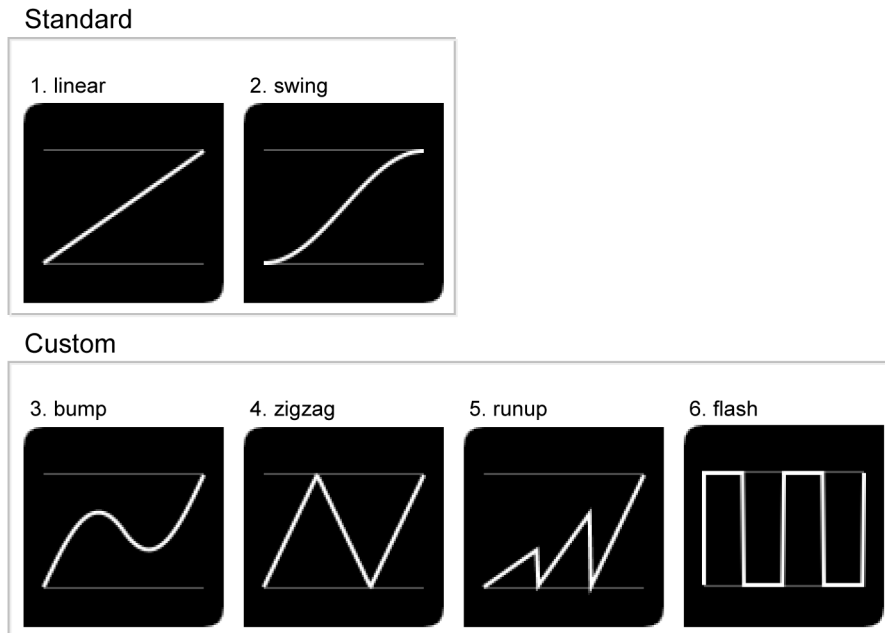 Standard
1. linear
2. swing
Custom
3. bump
4. zigzag
5. runup
6. flash